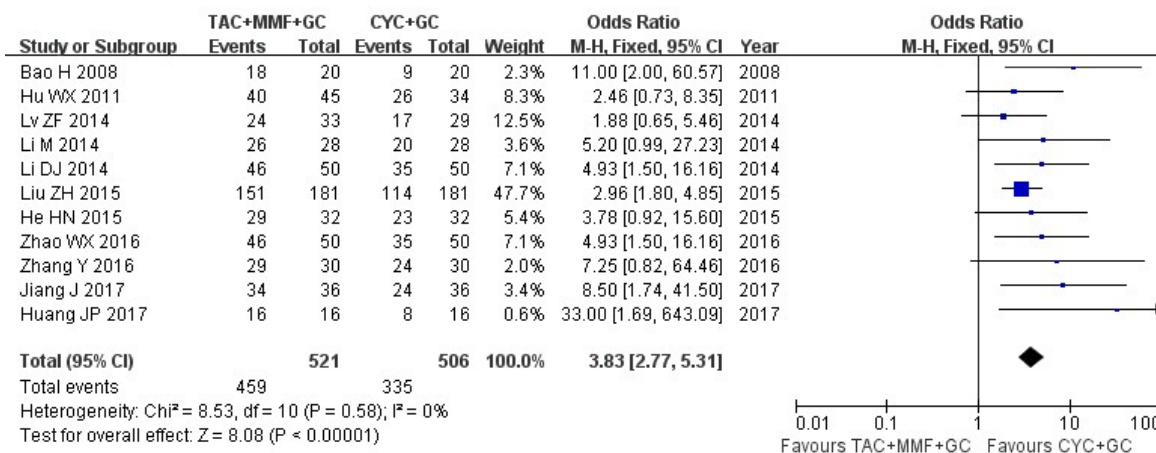 TAC+MMF+GC CYC+GC Odds Ratio Odds Ratio
Study or Subgroup Events Total Events Total Weight M-H, Fixed, 95% CI Year M-H, Fixed, 95% CI
Bao H 2008 18 20 9 20 2.3% 11.00 [2.00, 60.57] 2008
Hu WX 2011 40 45 26 34 8.3% 2.46 [0.73, 8.35] 2011
Lv ZF 2014 24 33 17 29 12.5% 1.88 [0.65, 5.46] 2014
Li M 2014 26 28 20 28 3.6% 5.20 [0.99, 27.23] 2014
Li DJ 2014 46 50 35 50 7.1% 4.93 [1.50, 16.16] 2014
Liu ZH 2015 151 181 114 181 47.7% 2.96 [1.80, 4.85] 2015
He HN 2015 29 32 23 32 5.4% 3.78 [0.92, 15.60] 2015
Zhao WX 2016 46 50 35 50 7.1% 4.93 [1.50, 16.16] 2016
Zhang Y 2016 29 30 24 30 2.0% 7.25 [0.82, 64.46] 2016
Jiang J 2017 34 36 24 36 3.4% 8.50 [1.74, 41.50] 2017
Huang JP 2017 16 16 8 16 0.6% 33.00 [1.69, 643.09] 2017
Total (95% CI) 521 506 100.0% 3.83 [2.77, 5.31]
Total events 459 335
Heterogeneity: Chi² = 8.53, df = 10 (P = 0.58); I² = 0%
Test for overall effect: Z = 8.08 (P < 0.00001)
0.01 0.1 1 10 100
Favours TAC+MMF+GC Favours CYC+GC